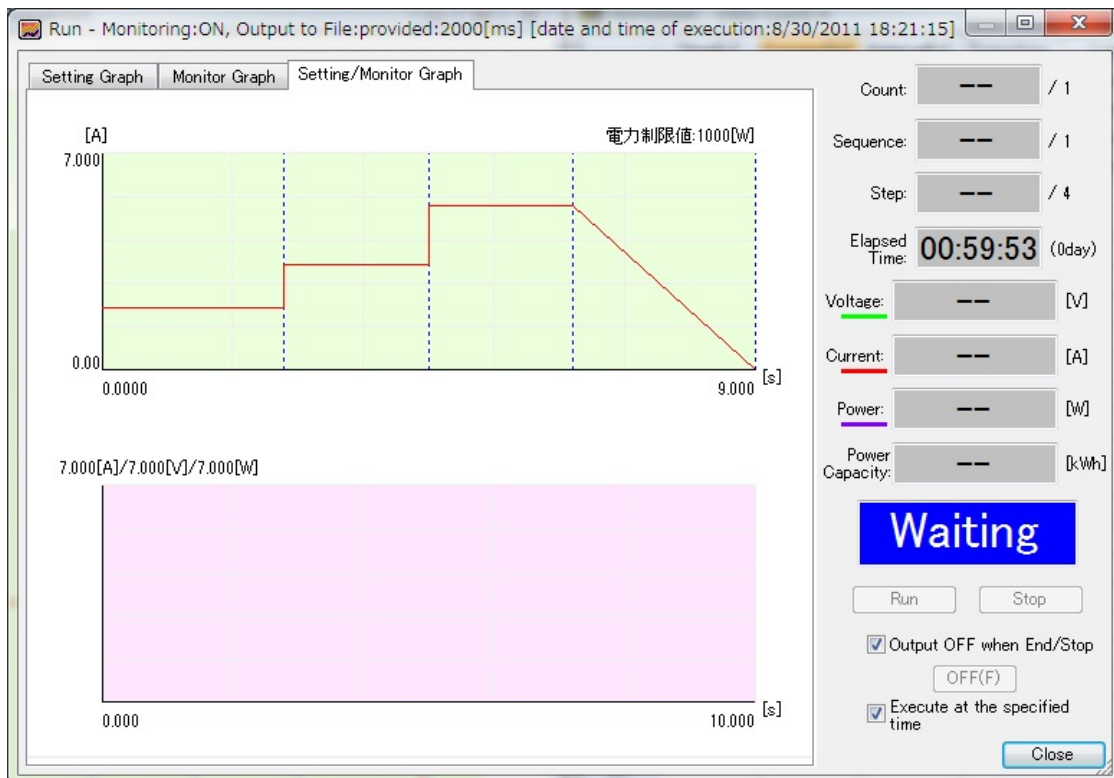 Run - Monitoring:ON, Output to File:provided:2000[ms] [date and time of execution:8/30/2011 18:21:15]
Setting Graph
Monitor Graph
Setting/Monitor Graph
[A]
電力制限値:1000[W]
7.000
0.00
0.0000
9.000
[s]
7.000[A]/7.000[V]/7.000[W]
0.000
10.000
[s]
Count: -- / 1
Sequence: -- / 1
Step: -- / 4
Elapsed
Time: 00:59:53 (0day)
Voltage: -- [V]
Current: -- [A]
Power: -- [W]
Power
Capacity: -- [kWh]
Waiting
Run
Stop
Output OFF when End/Stop
OFF(F)
Execute at the specified
time
Close